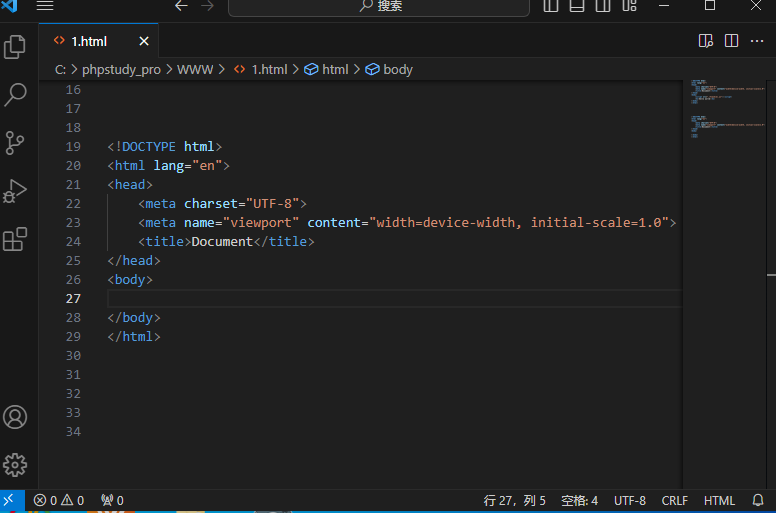 搜索
1.html
C: > phpstudy_pro > WWW > 1.html > html > body
16
17
18
19 <!DOCTYPE html>
20 <html lang="en">
21 <head>
22 <meta charset="UTF-8">
23 <meta name="viewport" content="width=device-width, initial-scale=1.0">
24 <title>Document</title>
25 </head>
26 <body>
27
28 </body>
29 </html>
30
31
32
33
34
0 0 0 行 27，列 5 空格: 4 UTF-8 CRLF HTML